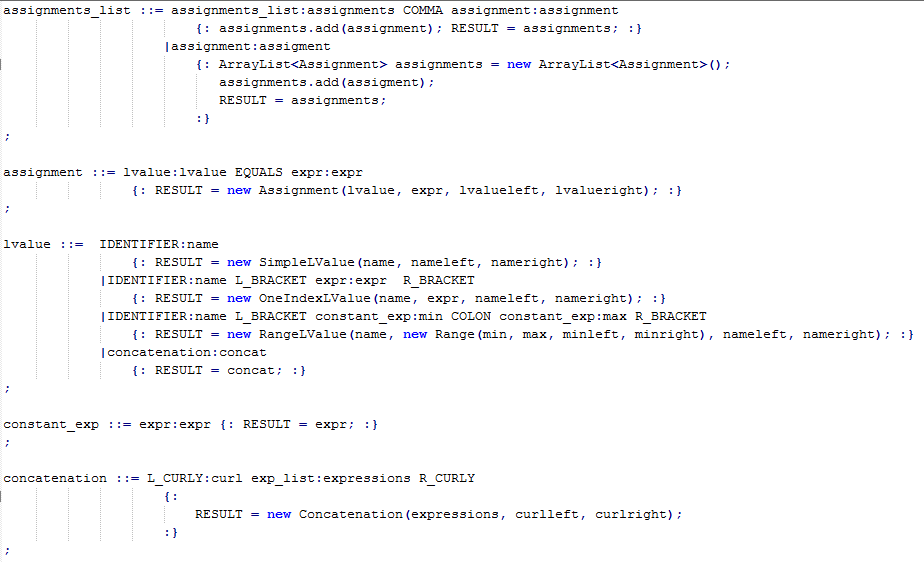 assignments_list ::= assignments_list:assignments COMMA assignment:assignment
{: assignments.add(assignment); RESULT = assignments; :}
|assignment:assigment
{: ArrayList<Assignment> assignments = new ArrayList<Assignment>();
assignments.add(assigment);
RESULT = assignments;
:}
;
assignment ::= lvalue:lvalue EQUALS expr:expr
{: RESULT = new Assignment(lvalue, expr, lvalueleft, lvalueright); :}
;
lvalue ::= IDENTIFIER:name
{: RESULT = new SimpleLValue(name, nameleft, nameright); :}
|IDENTIFIER:name L_BRACKET expr:expr R_BRACKET
{: RESULT = new OneIndexLValue(name, expr, nameleft, nameright); :}
|IDENTIFIER:name L_BRACKET constant_exp:min COLON constant_exp:max R_BRACKET
{: RESULT = new RangeLValue(name, new Range(min, max, minleft, minright), nameleft, nameright); :}
|concatenation:concat
{: RESULT = concat; :}
;
constant_exp ::= expr:expr {: RESULT = expr; :}
;
concatenation ::= L_CURLY:curl exp_list:expressions R_CURLY
{:
RESULT = new Concatenation(expressions, curlleft, curlright);
:}
;